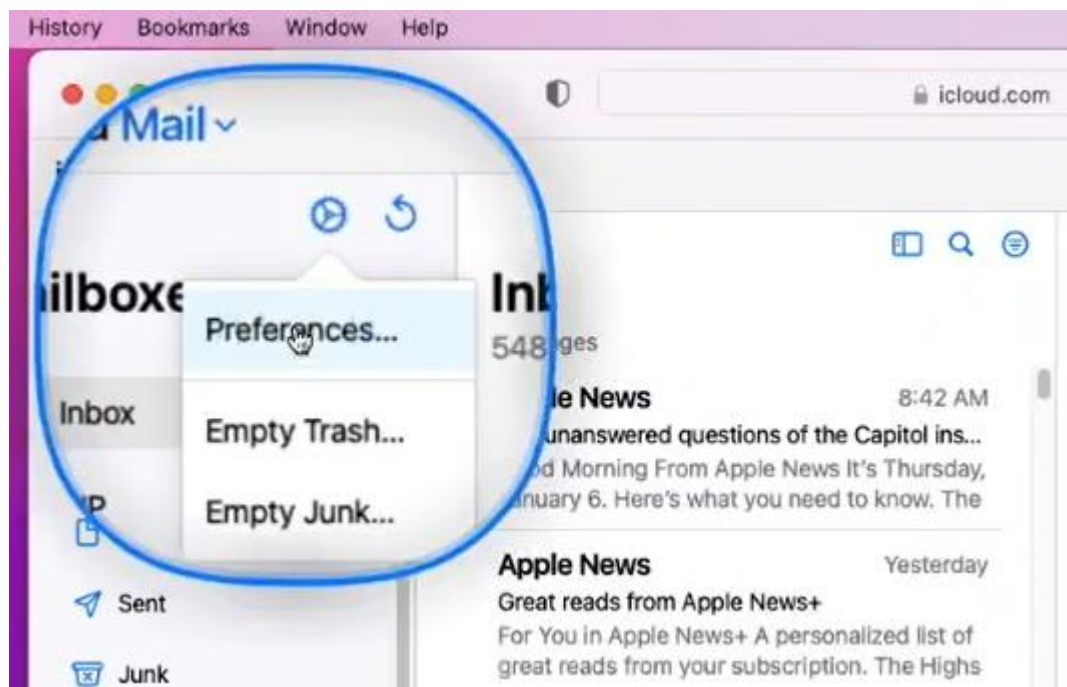 History Bookmarks Window Help
icloud.com
Mail
ilboxe
Preferences...
Inbox
Empty Trash...
Empty Junk...
Sent
Junk
Inb
548 ges
le News 8:42 AM
unanswered questions of the Capitol ins...
d Morning From Apple News It's Thursday,
nuary 6. Here's what you need to know. The
Apple News Yesterday
Great reads from Apple News+
For You in Apple News+ A personalized list of
great reads from your subscription. The Highs